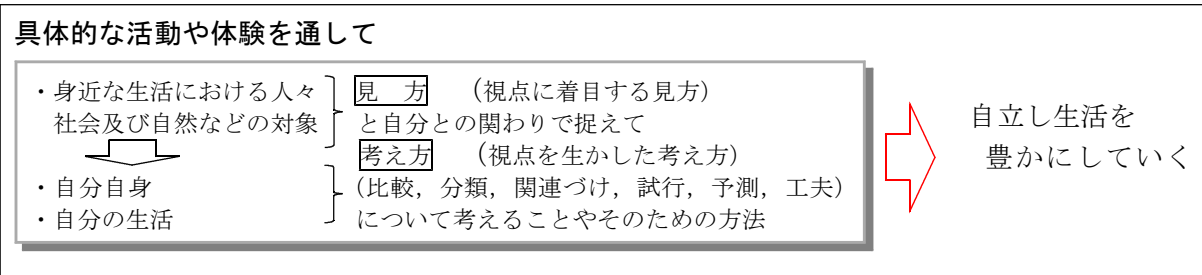 具体的な活動や体験を通して
・身近な生活における人々 見　方　（視点に着目する見方）
社会及び自然などの対象 と自分との関わりで捉えて
考え方　（視点を生かした考え方）
・自分自身 (比較，分類，関連づけ，試行，予測，工夫)
・自分の生活 について考えることやそのための方法
自立し生活を
豊かにしていく